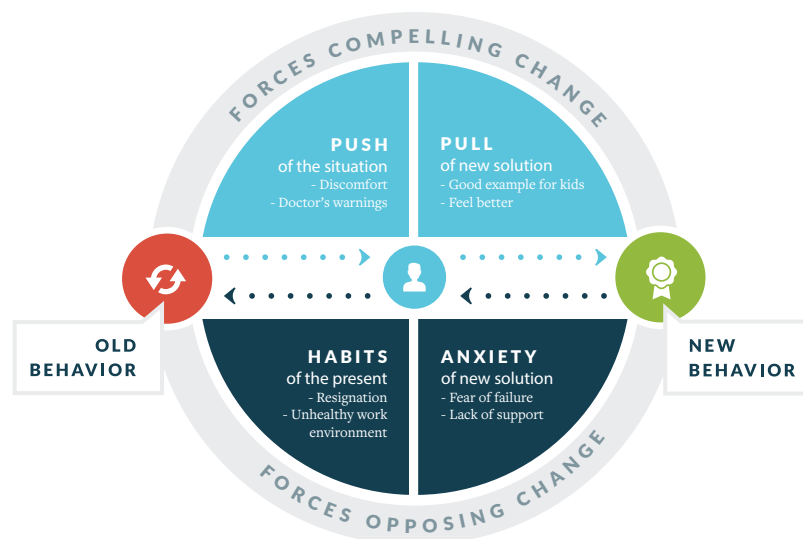 FORCES COMPELLING CHANGE
PUSH
of the situation
- Discomfort
- Doctor's warnings
PULL
of new solution
- Good example for kids
- Feel better
OLD
BEHAVIOR
NEW
BEHAVIOR
HABITS
of the present
- Resignation
- Unhealthy work
environment
ANXIETY
of new solution
- Fear of failure
- Lack of support
FORCES OPPOSING CHANGE